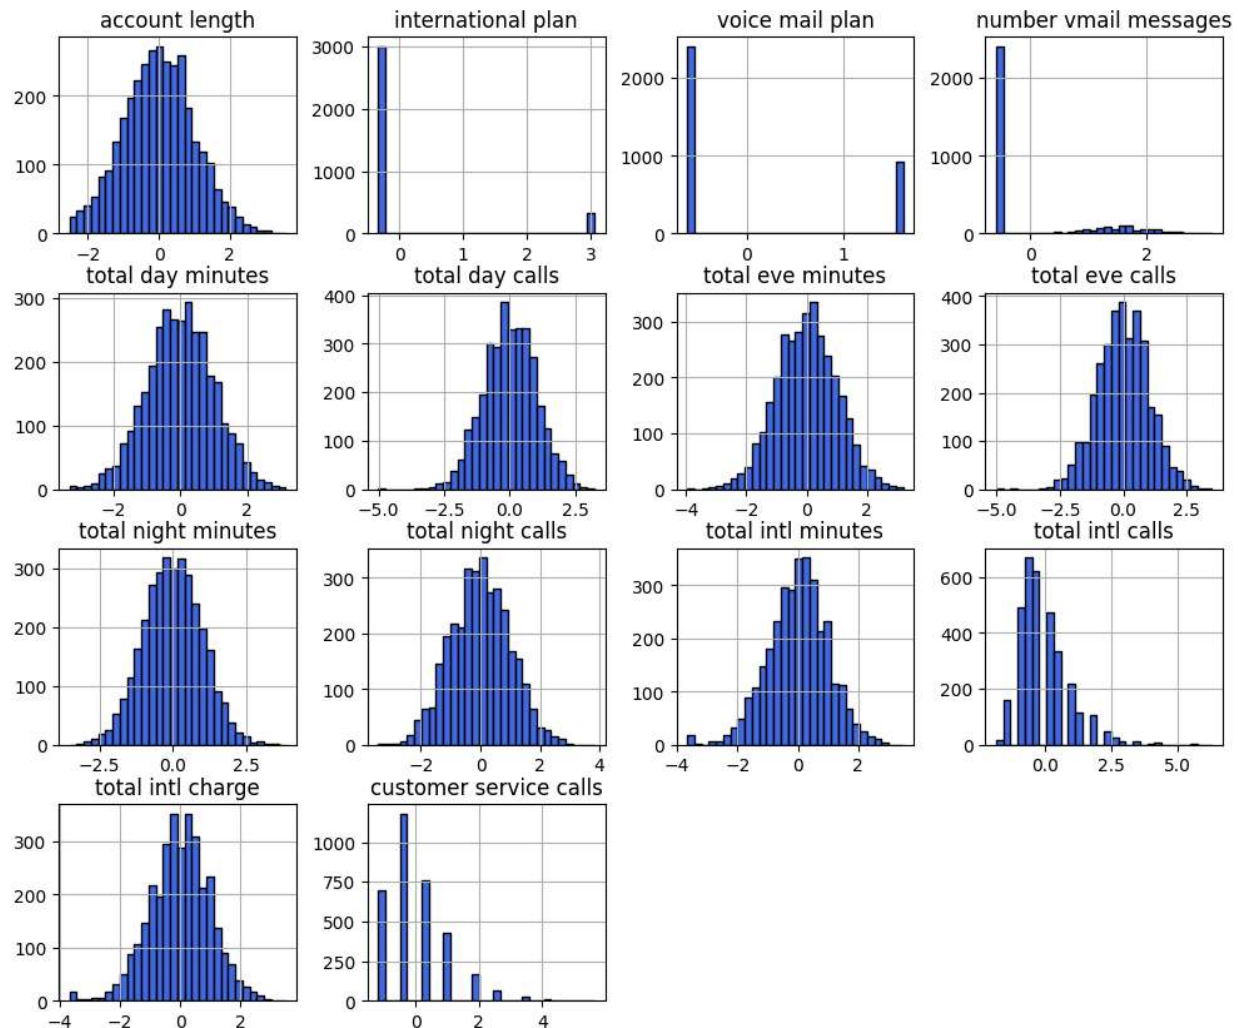 account length
international plan
voice mail plan
number vmail messages
200
100
0
−2 0 2
3000
2000
1000
0
0 1 2 3
2000
1000
0
0 1
2000
1000
0
0 2
total day minutes
total day calls
total eve minutes
total eve calls
300
200
100
0
−2 0 2
400
300
200
100
0
−5.0 −2.5 0.0 2.5
300
200
100
0
−4 −2 0 2
400
300
200
100
0
−5.0 −2.5 0.0 2.5
total night minutes
total night calls
total intl minutes
total intl calls
300
200
100
0
−2.5 0.0 2.5
300
200
100
0
−2 0 2 4
300
200
100
0
−4 −2 0 2
600
400
200
0
0.0 2.5 5.0
total intl charge
customer service calls
300
200
100
0
−4 −2 0 2
1000
750
500
250
0
0 2 4